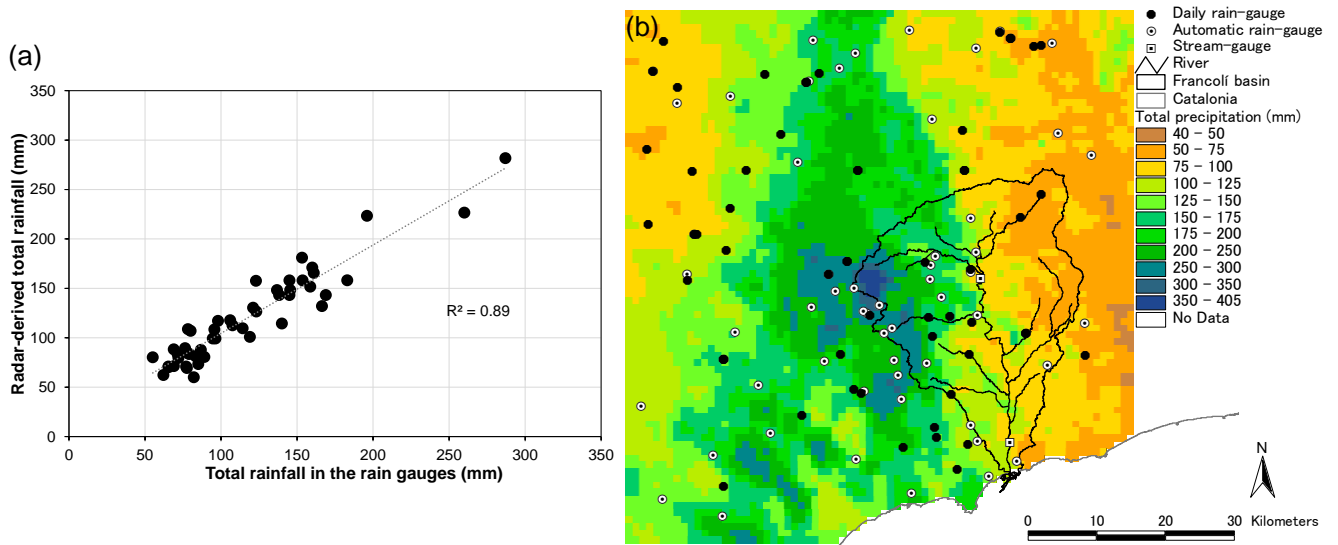 (a)
350
300
250
200
150
100
50
0
0 50 100 150 200 250 300 350
Radar-derived total rainfall (mm)
Total rainfall in the rain gauges (mm)
R² = 0.89
(b)
Daily rain-gauge
Automatic rain-gauge
Stream-gauge
River
Francolí basin
Catalonia
Total precipitation (mm)
40 - 50
50 - 75
75 - 100
100 - 125
125 - 150
150 - 175
175 - 200
200 - 250
250 - 300
300 - 350
350 - 405
No Data
N
0 10 20 30 Kilometers